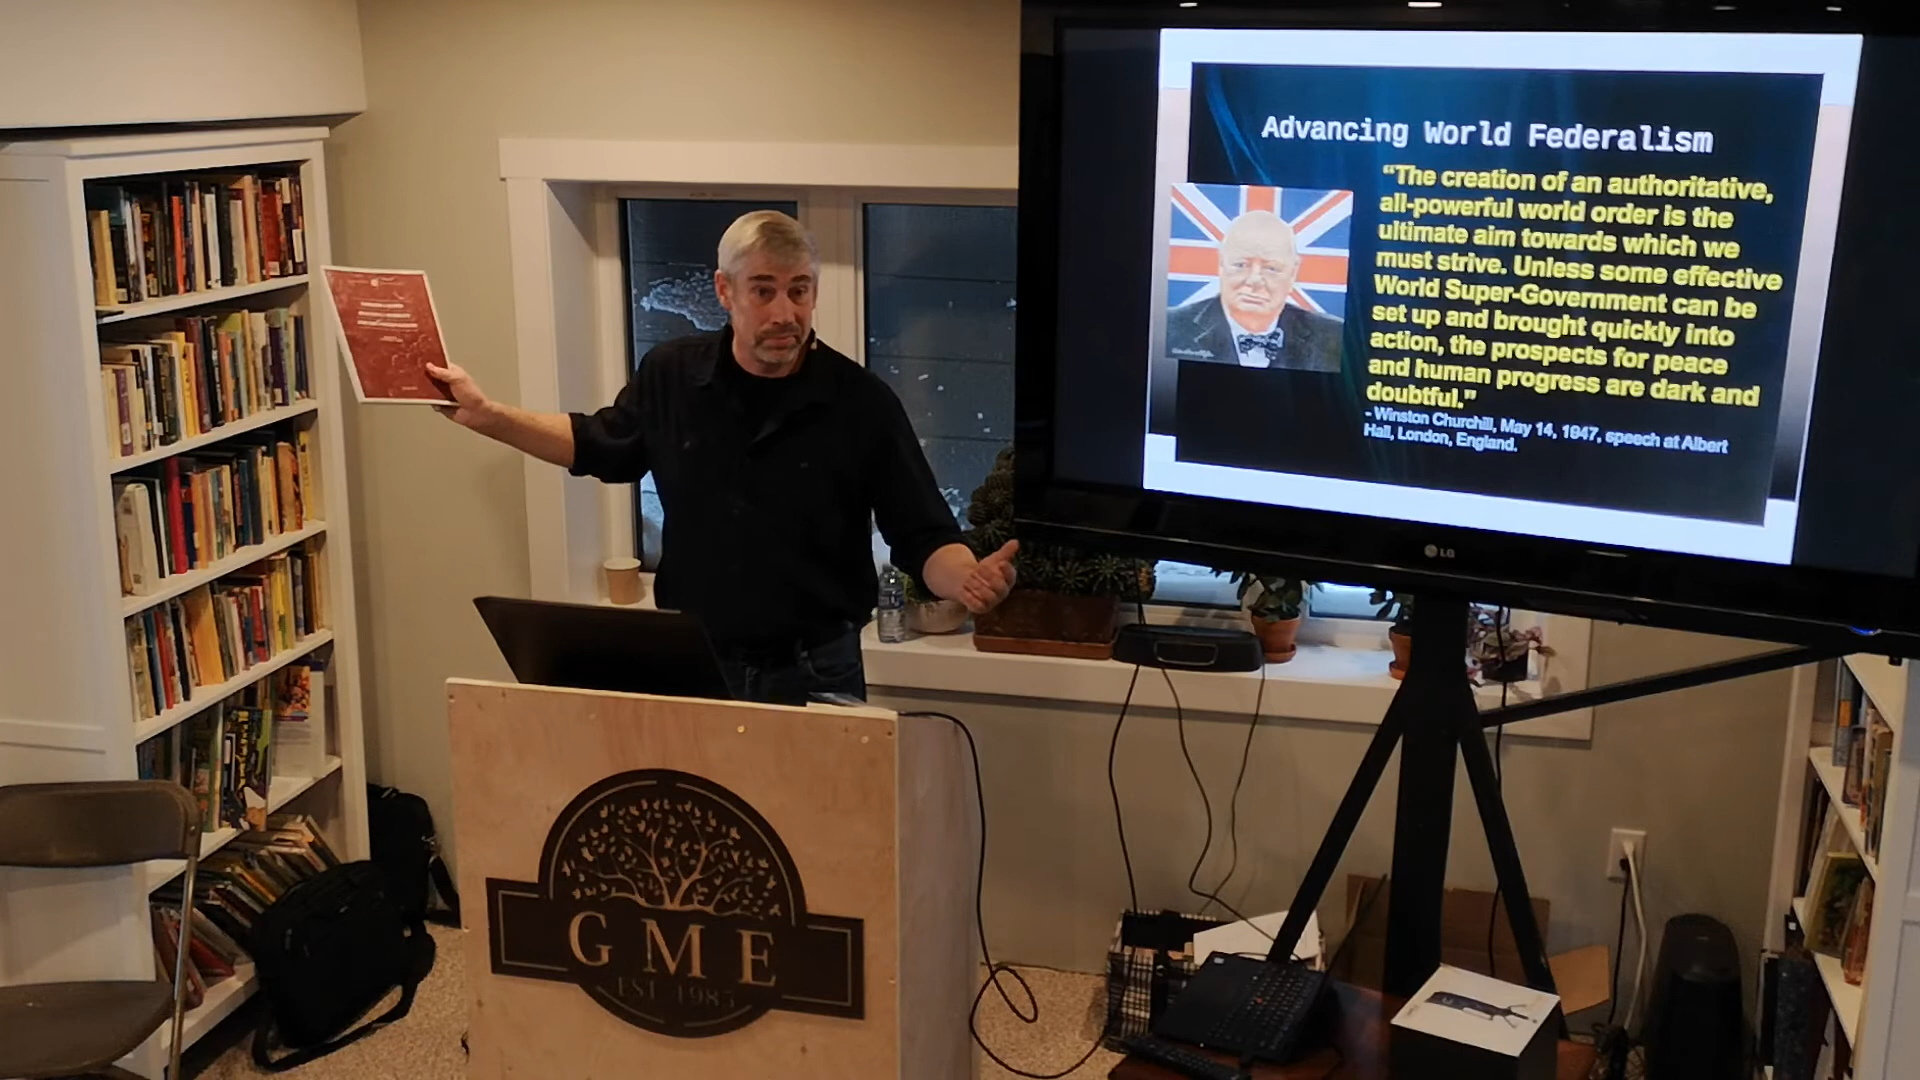 Advancing World Federalism
“The creation of an authoritative,
all-powerful world order is the
ultimate aim towards which we
must strive. Unless some effective
World Super-Government can be
set up and brought quickly into
action, the prospects for peace
and human progress are dark and
doubtful.”
- Winston Churchill, May 14, 1947, speech at Albert
Hall, London, England.
LG
GME
EST 1985